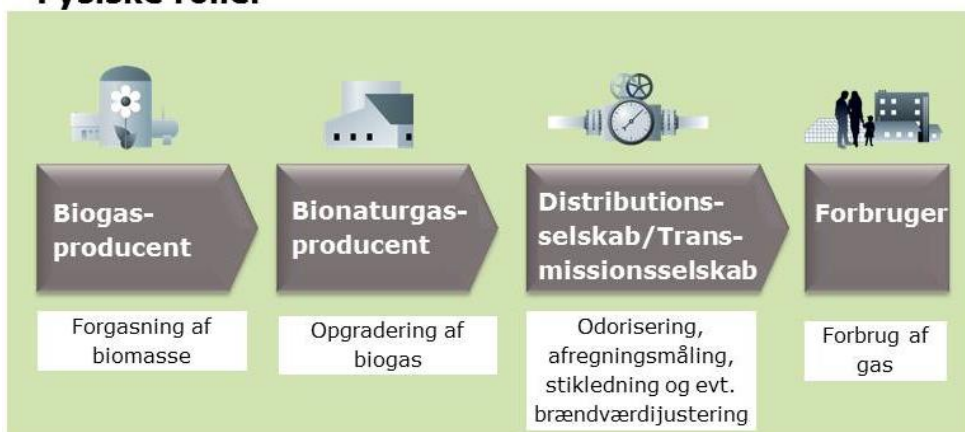 Fysiske roller
Biogas-
producent
Bionaturgas-
producent
Distributions-
selskab/Trans-
missionsselskab
Forbruger
Forgasning af
biomasse
Opgradering af
biogas
Odorisering,
afregningsmåling,
stikledning og evt.
brændværdijustering
Forbrug af
gas